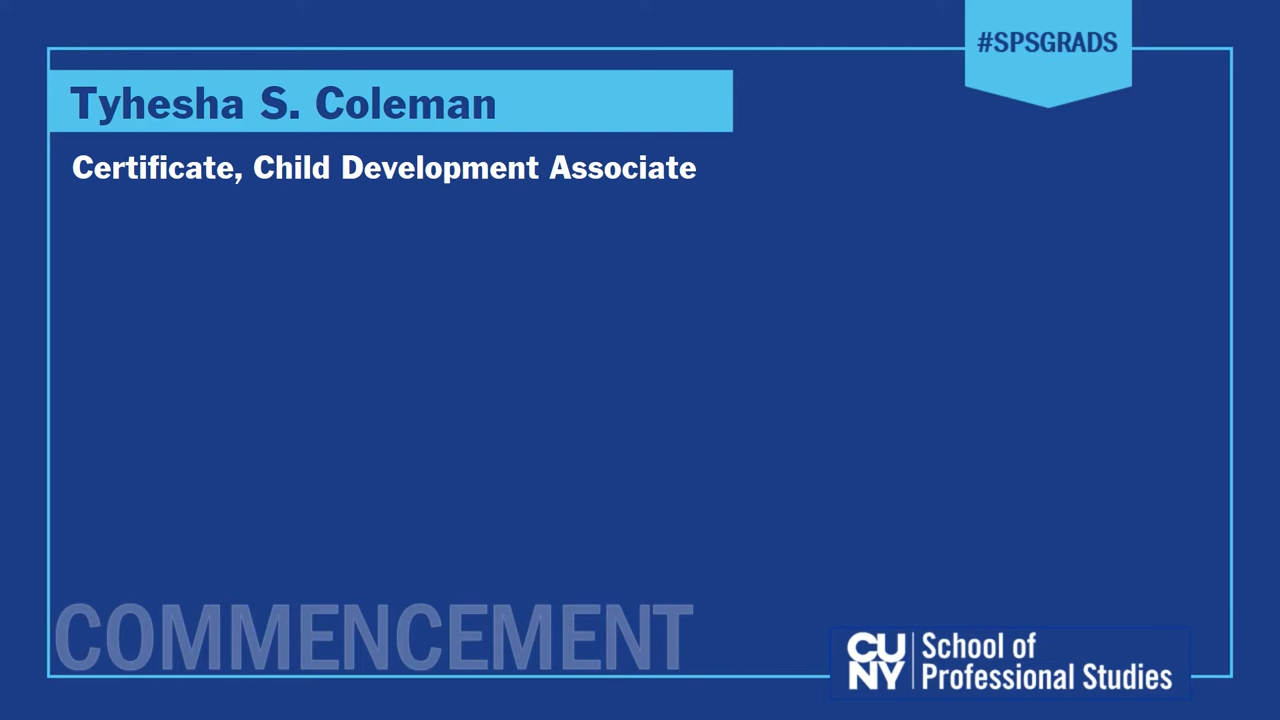 #SPSGRADS
Tyhesha S. Coleman
Certificate, Child Development Associate
COMMENCEMENT
CUNY
School of
Professional Studies